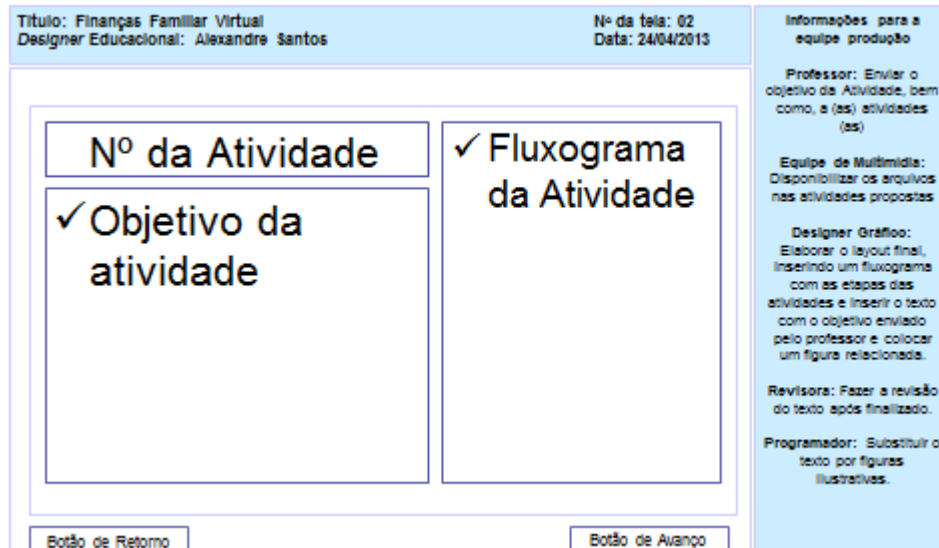 Título: Finanças Familiar Virtual
Designer Educacional: Alexandre Santos
Nº da tela: 02
Data: 24/04/2013
Nº da Atividade
✓ Objetivo da
atividade
✓ Fluxograma
da Atividade
Botão de Retorno
Botão de Avanço
Informações para a
equipe produção
Professor: Enviar o
objetivo da Atividade, bem
como, a (as) atividades
(as)
Equipe de Multimidia:
Disponibilizar os arquivos
nas atividades propostas
Designer Gráfico:
Elaborar o layout final,
inserindo um fluxograma
com as etapas das
atividades e inserir o texto
com o objetivo enviado
pelo professor e colocar
um figura relacionada.
Revisora: Fazer a revisão
do texto após finalizado.
Programador: Substituir o
texto por figuras
ilustrativas.